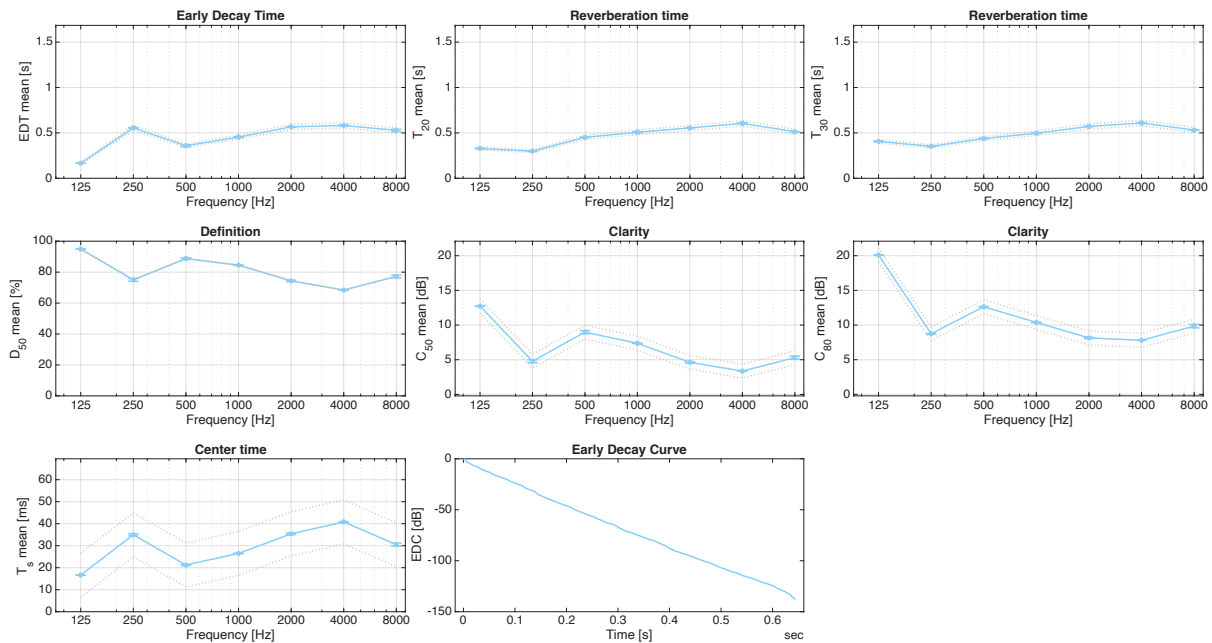 Early Decay Time
1.5
1
0.5
0
EDT mean [s]
125 250 500 1000 2000 4000 8000
Frequency [Hz]
Reverberation time
1.5
1
0.5
0
T20 mean [s]
125 250 500 1000 2000 4000 8000
Frequency [Hz]
Reverberation time
1.5
1
0.5
0
T30 mean [s]
125 250 500 1000 2000 4000 8000
Frequency [Hz]
Definition
100
80
60
40
20
0
D50 mean [%]
125 250 500 1000 2000 4000 8000
Frequency [Hz]
Clarity
20
15
10
5
0
C50 mean [dB]
125 250 500 1000 2000 4000 8000
Frequency [Hz]
Clarity
20
15
10
5
0
C80 mean [dB]
125 250 500 1000 2000 4000 8000
Frequency [Hz]
Center time
60
50
40
30
20
10
0
Ts mean [ms]
125 250 500 1000 2000 4000 8000
Frequency [Hz]
Early Decay Curve
0
-50
-100
-150
EDC [dB]
0 0.1 0.2 0.3 0.4 0.5 0.6
Time [s] sec